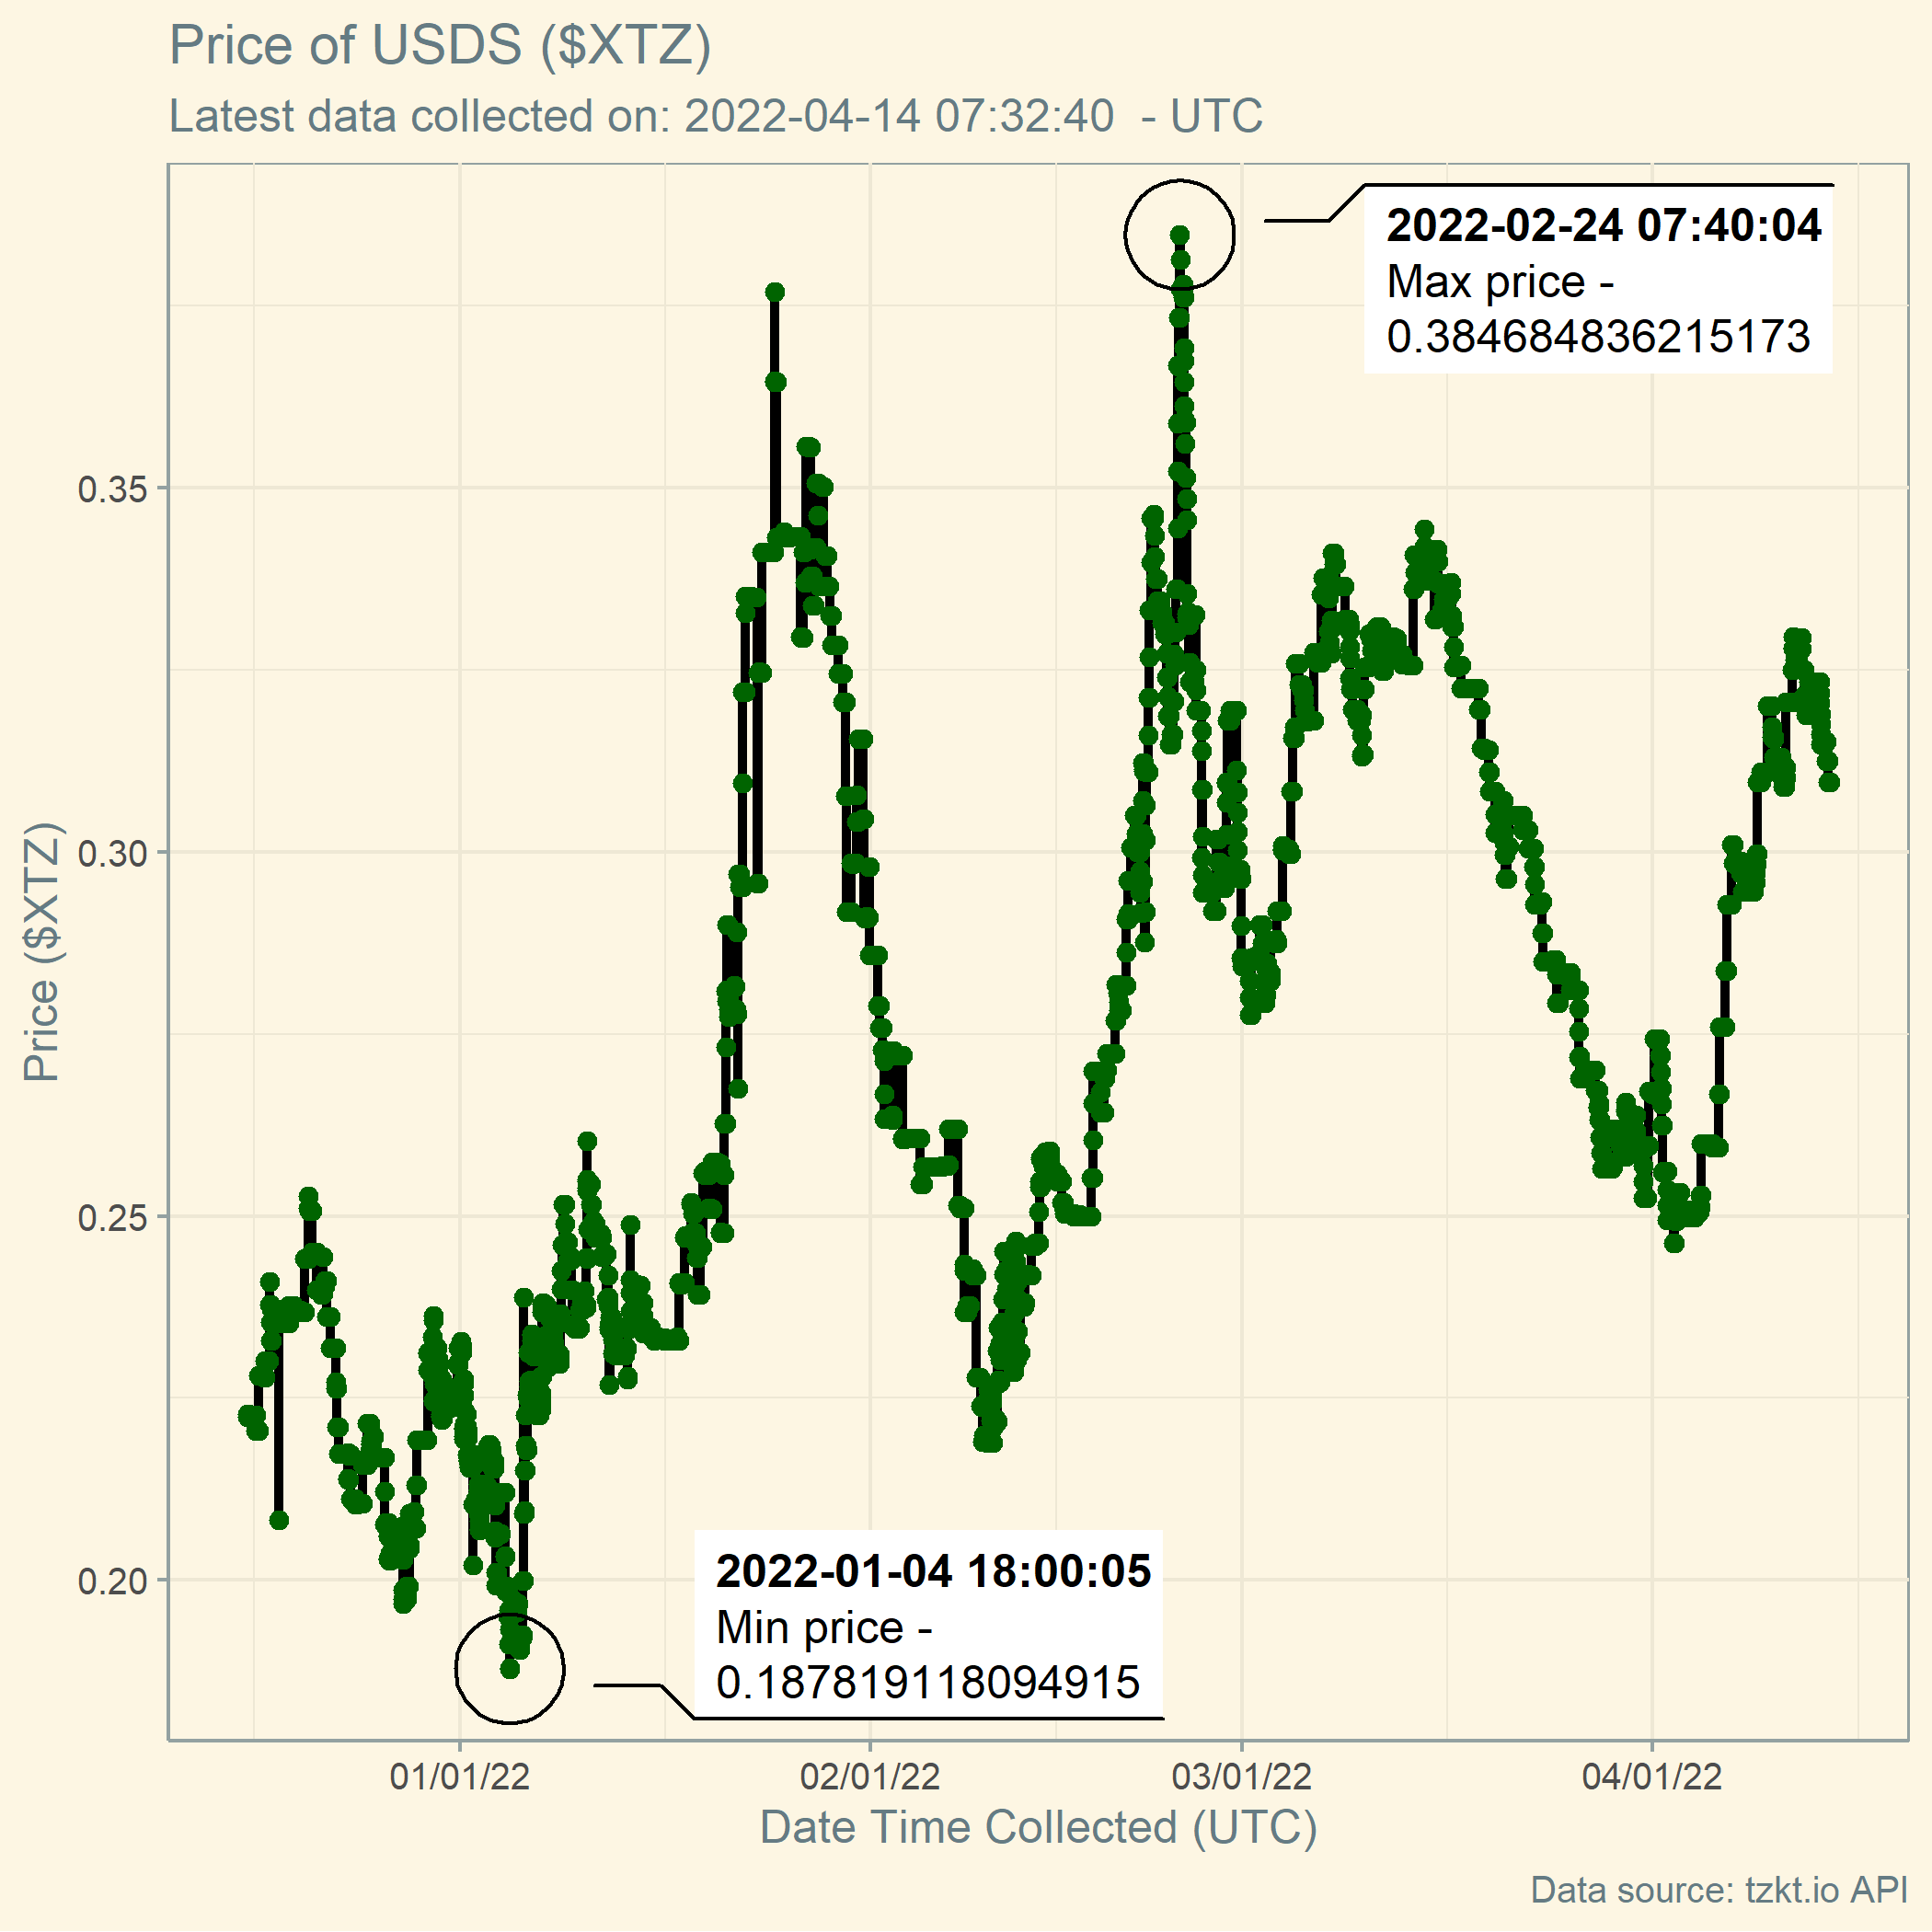 Price of USDS ($XTZ)
Latest data collected on: 2022-04-14 07:32:40  - UTC
2022-02-24 07:40:04
Max price -
0.384684836215173
0.35
0.30
0.25
0.20
Price ($XTZ)
2022-01-04 18:00:05
Min price -
0.187819118094915
01/01/22
02/01/22
03/01/22
04/01/22
Date Time Collected (UTC)
Data source: tzkt.io API